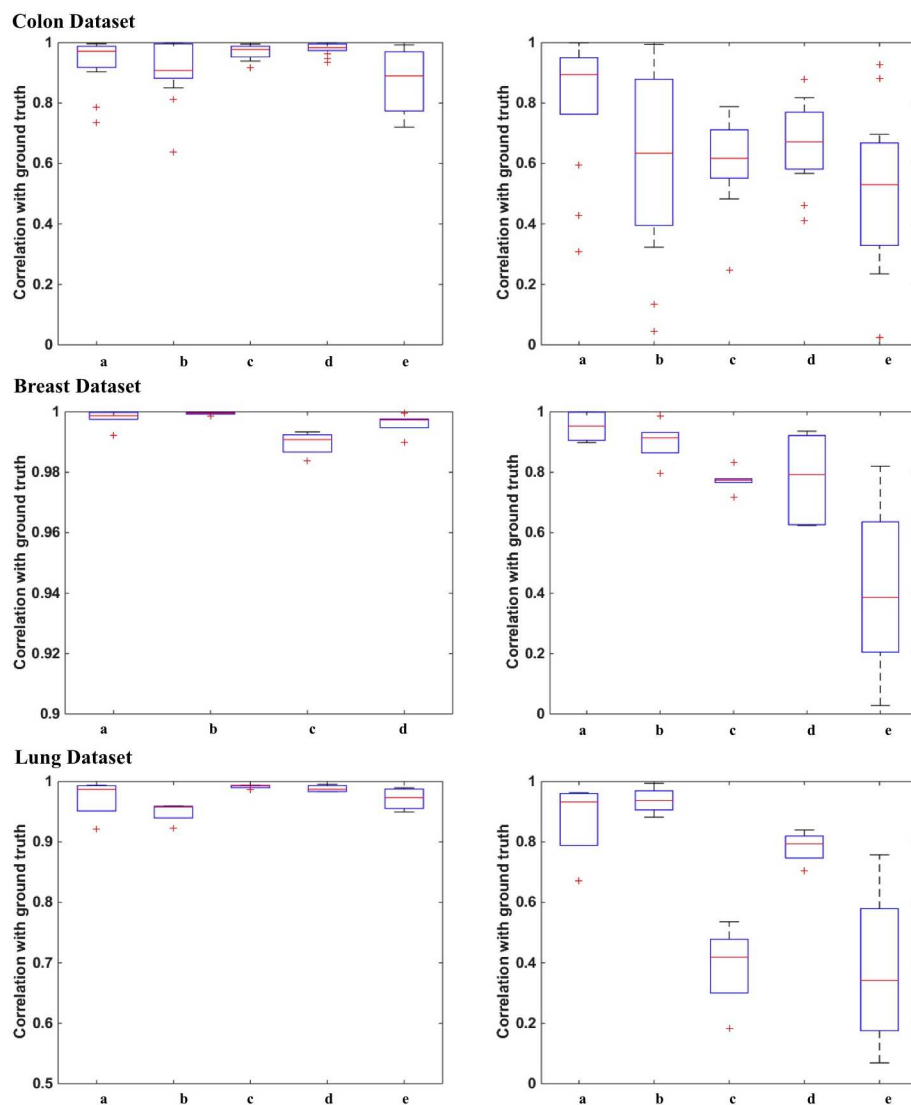 Colon Dataset
Correlation with ground truth
1
0.8
0.6
0.4
0.2
0
a b c d e
Correlation with ground truth
1
0.8
0.6
0.4
0.2
0
a b c d e
Breast Dataset
Correlation with ground truth
1
0.98
0.96
0.94
0.92
0.9
a b c d
Correlation with ground truth
1
0.8
0.6
0.4
0.2
0
a b c d e
Lung Dataset
Correlation with ground truth
1
0.9
0.8
0.7
0.6
0.5
a b c d e
Correlation with ground truth
1
0.8
0.6
0.4
0.2
0
a b c d e